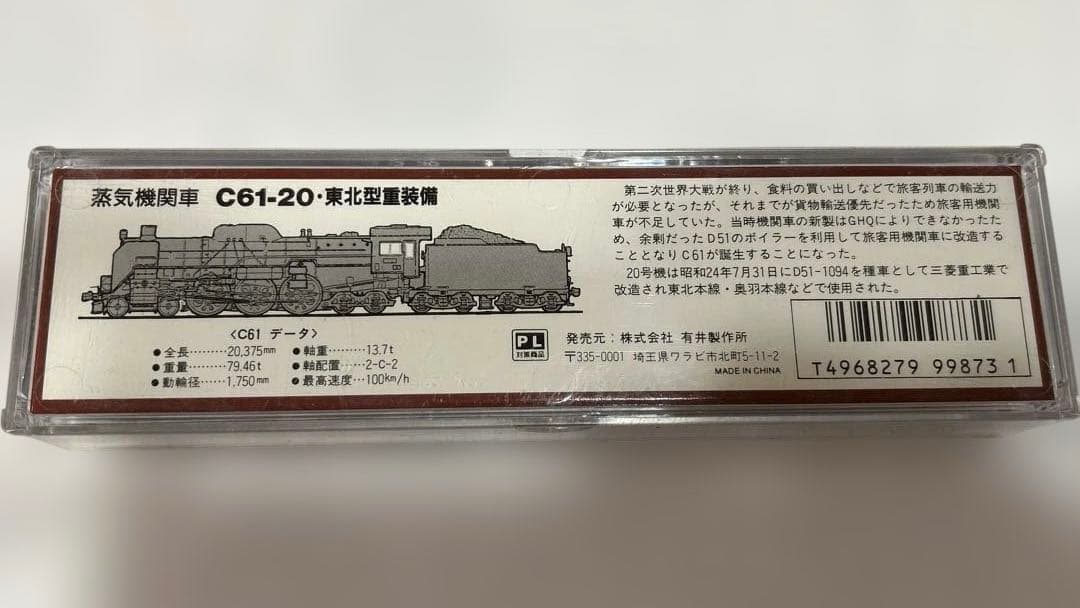 蒸気機関車 C61-20・東北型重装備
〈C61 データ〉
●全長………20,375mm
●重量………79.46t
●動輪径……1,750mm
●軸重………13.7t
●軸配置……2-C-2
●最高速度…100km/h
第二次世界大戦が終り、食料の買い出しなどで旅客列車の輸送力
が必要となったが、それまでが貨物輸送優先だったため旅客用機関
車が不足していた。当時機関車の新製はGHQによりできなかったた
め、余剰だったD51のボイラーを利用して旅客用機関車に改造する
こととなりC61が誕生することになった。
20号機は昭和24年7月31日にD51-1094を種車として三菱重工業で
改造され東北本線・奥羽本線などで使用された。
PL
対策商品
発売元：株式会社 有井製作所
〒335-0001 埼玉県ワラビ市北町5-11-2
MADE IN CHINA
T4968279 998731